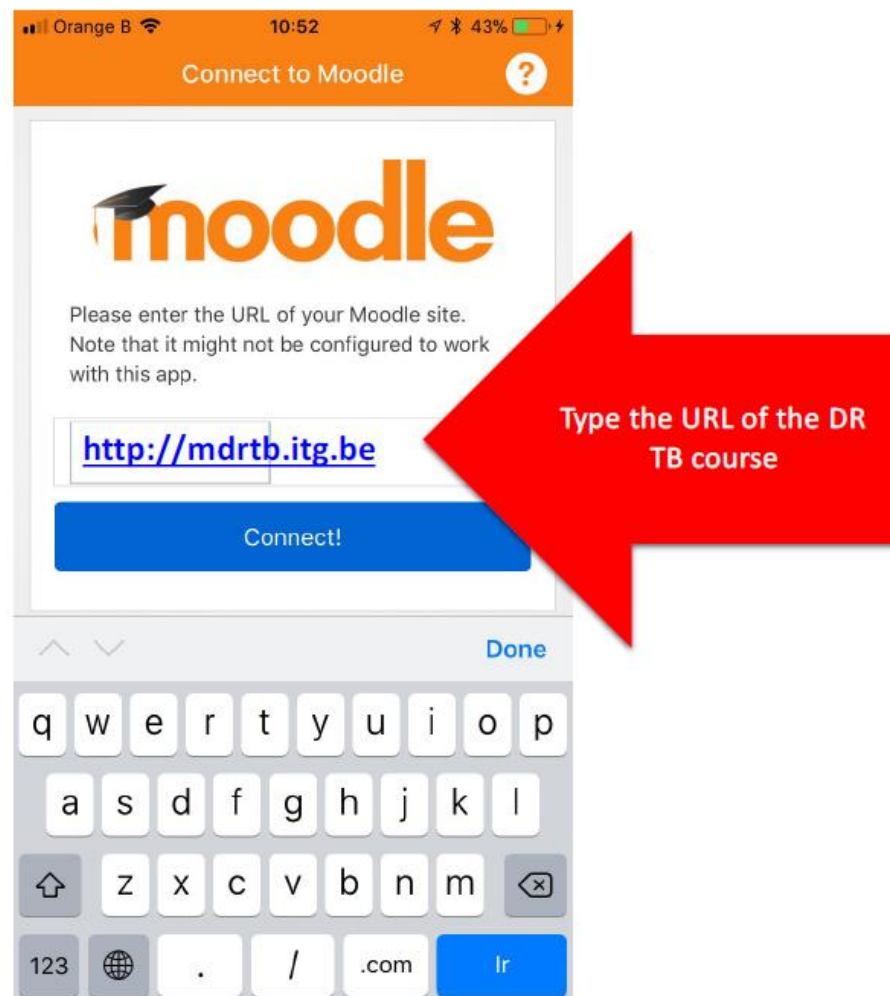 Orange B 10:52 43%
Connect to Moodle ?
moodle
Please enter the URL of your Moodle site.
Note that it might not be configured to work
with this app.
http://mdrtb.itg.be
Type the URL of the DR
TB course
Connect!
Done
q w e r t y u i o p
a s d f g h j k l
z x c v b n m
123 . / .com Ir